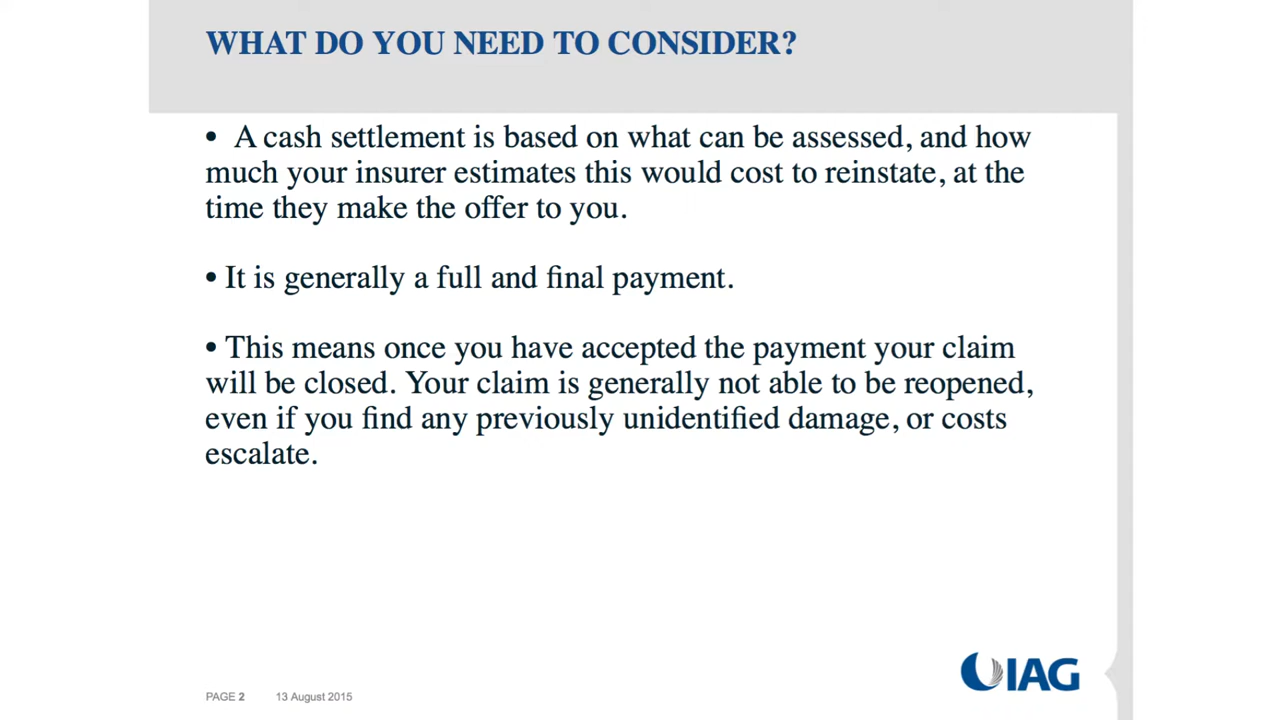 WHAT DO YOU NEED TO CONSIDER?
• A cash settlement is based on what can be assessed, and how
much your insurer estimates this would cost to reinstate, at the
time they make the offer to you.
• It is generally a full and final payment.
• This means once you have accepted the payment your claim
will be closed. Your claim is generally not able to be reopened,
even if you find any previously unidentified damage, or costs
escalate.
IAG
PAGE 2 13 August 2015